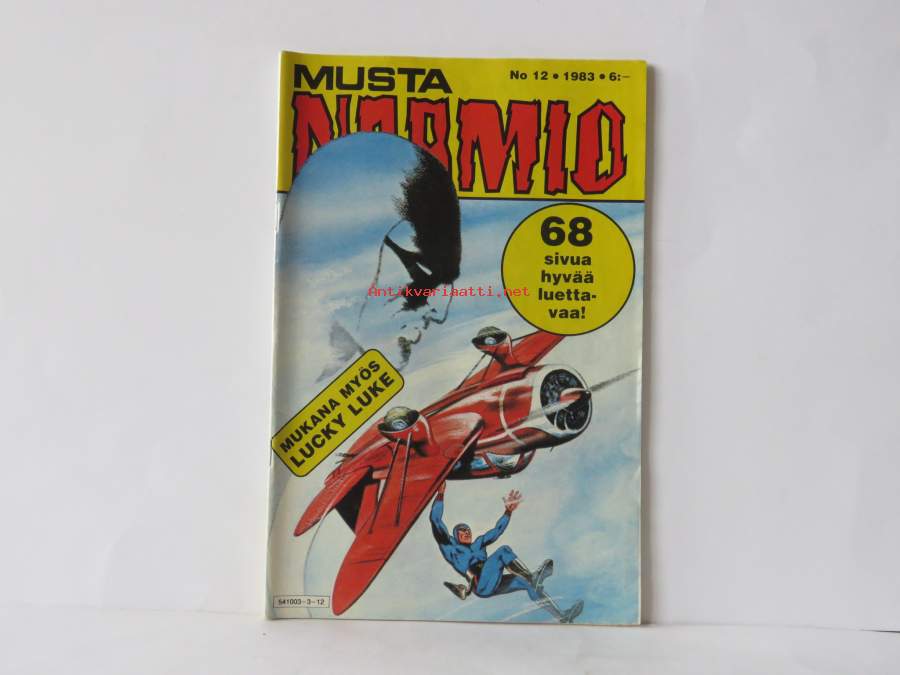 MUSTA
No 12 • 1983 • 6:–
NAAMIO
68
sivua
hyvää
luetta-
vaa!
Antikvariaatti.net
MUKANA MYÖS
LUCKY LUKE
541003-3-12